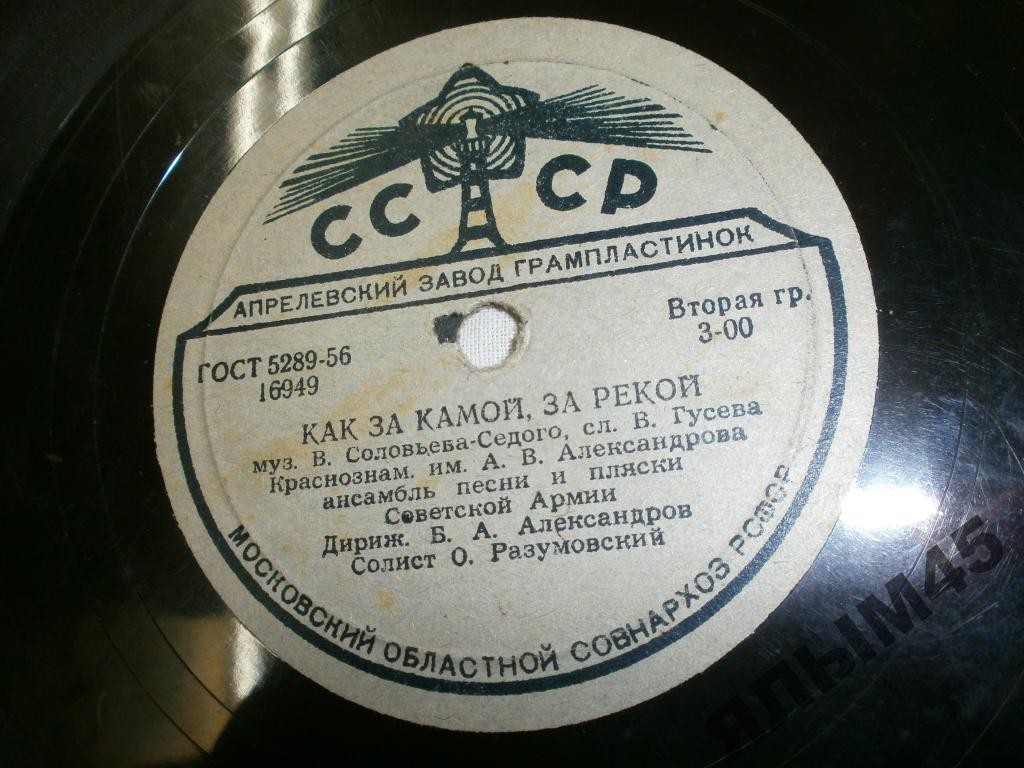 СССР
АПРЕЛЕВСКИЙ ЗАВОД ГРАМПЛАСТИНОК
ГОСТ 5289-56
16949
Вторая гр.
3-00
КАК ЗА КАМОЙ, ЗА РЕКОЙ
муз. В. Соловьева-Седого, сл. В. Гусева
Краснознам. им. А. В. Александрова
ансамбль песни и пляски
Советской Армии
Дириж. Б. А. Александров
Солист О. Разумовский
МОСКОВСКИЙ ОБЛАСТНОЙ СОВНАРХОЗ РСФСР
ЯЛЫМ45